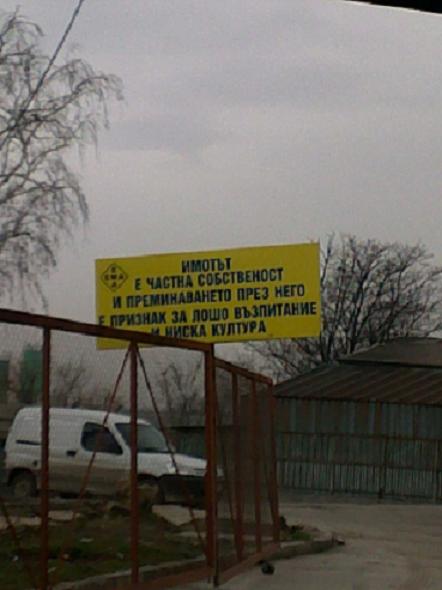 ИМОТЪТ
Е ЧАСТНА СОБСТВЕНОСТ
И ПРЕМИНАВАНЕТО ПРЕЗ НЕГО
Е ПРИЗНАК ЗА ЛОШО ВЪЗПИТАНИЕ
И НИСКА КУЛТУРА